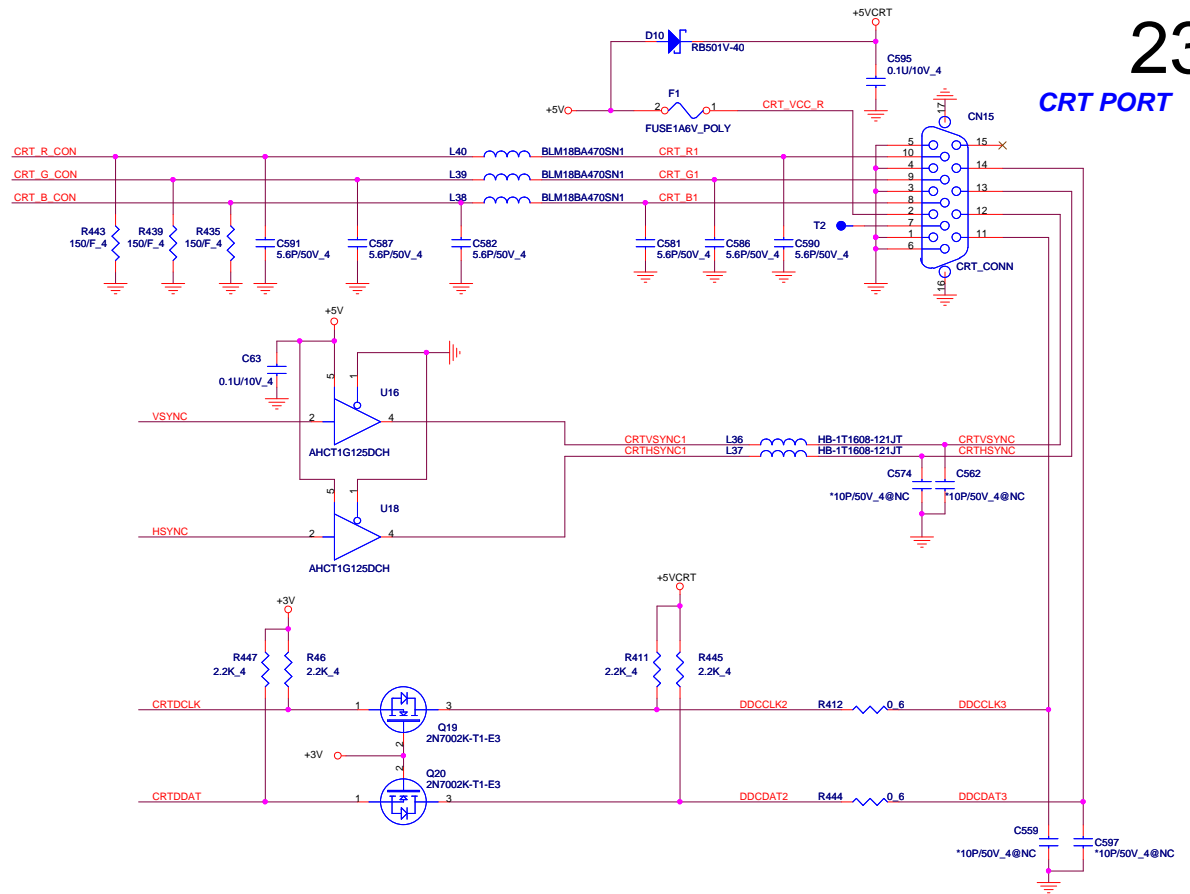 +5VCRT
23
CRT PORT
D10
RB501V-40
C595
0.1U/10V_4
+5V
F1
2
1
CRT_VCC_R
FUSE1A6V_POLY
17
CN15
CRT_R_CON
L40
BLM18BA470SN1
CRT_R1
CRT_G_CON
L39
BLM18BA470SN1
CRT_G1
CRT_B_CON
L38
BLM18BA470SN1
CRT_B1
5
10
4
9
3
8
2
7
1
6
15
14
13
12
11
T2
16
CRT_CONN
R443
150/F_4
R439
150/F_4
R435
150/F_4
C591
5.6P/50V_4
C587
5.6P/50V_4
C582
5.6P/50V_4
C581
5.6P/50V_4
C586
5.6P/50V_4
C590
5.6P/50V_4
+5V
C63
0.1U/10V_4
5
1
U16
VSYNC
2
4
AHCT1G125DCH
CRTVSYNC1
L36
HB-1T1608-121JT
CRTVSYNC
CRTHSYNC1
L37
HB-1T1608-121JT
CRTHSYNC
C574
C562
*10P/50V_4@NC
*10P/50V_4@NC
5
1
U18
HSYNC
2
4
AHCT1G125DCH
+3V
R447
2.2K_4
R46
2.2K_4
+5VCRT
R411
2.2K_4
R445
2.2K_4
CRTDCLK
1
3
DDCCLK2
R412
0_6
DDCCLK3
Q19
2N7002K-T1-E3
2
+3V
2
Q20
2N7002K-T1-E3
CRTDDAT
1
3
DDCDAT2
R444
0_6
DDCDAT3
C559
*10P/50V_4@NC
C597
*10P/50V_4@NC